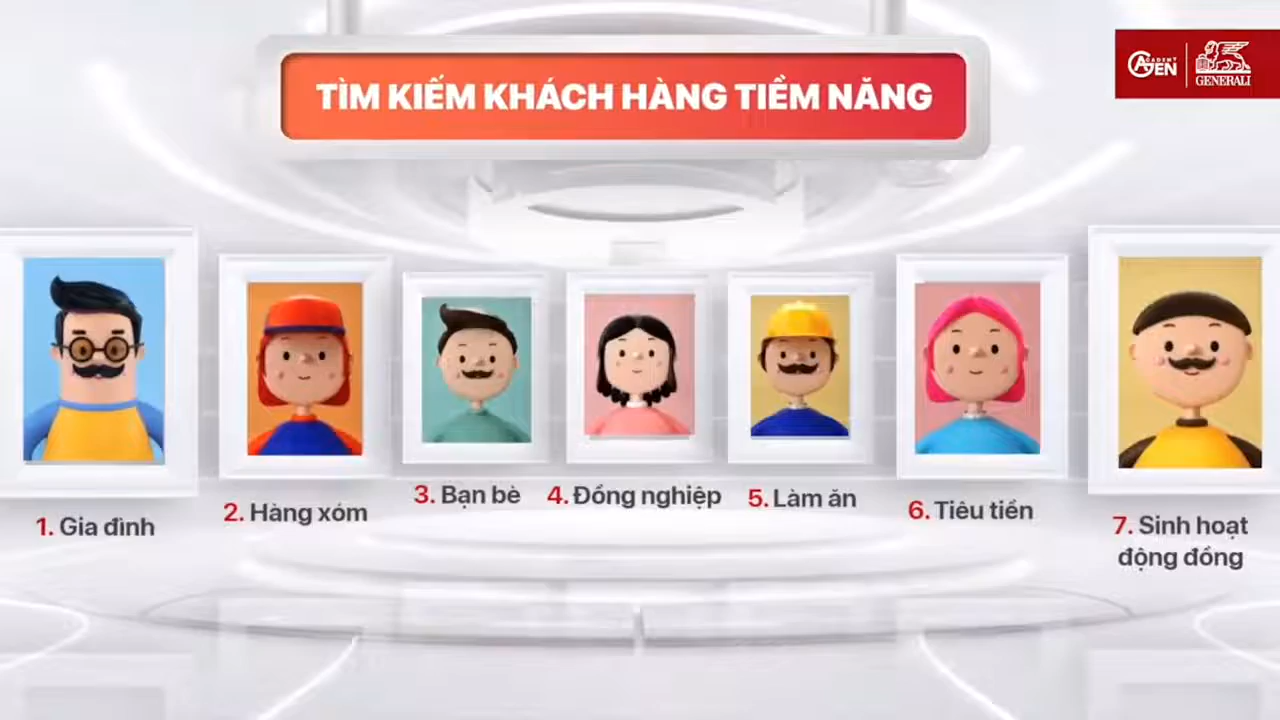 TÌM KIẾM KHÁCH HÀNG TIỀM NĂNG
ACADEMY
GEN
GENERALI
1. Gia đình
2. Hàng xóm
3. Bạn bè
4. Đồng nghiệp
5. Làm ăn
6. Tiêu tiền
7. Sinh hoạt
động đồng